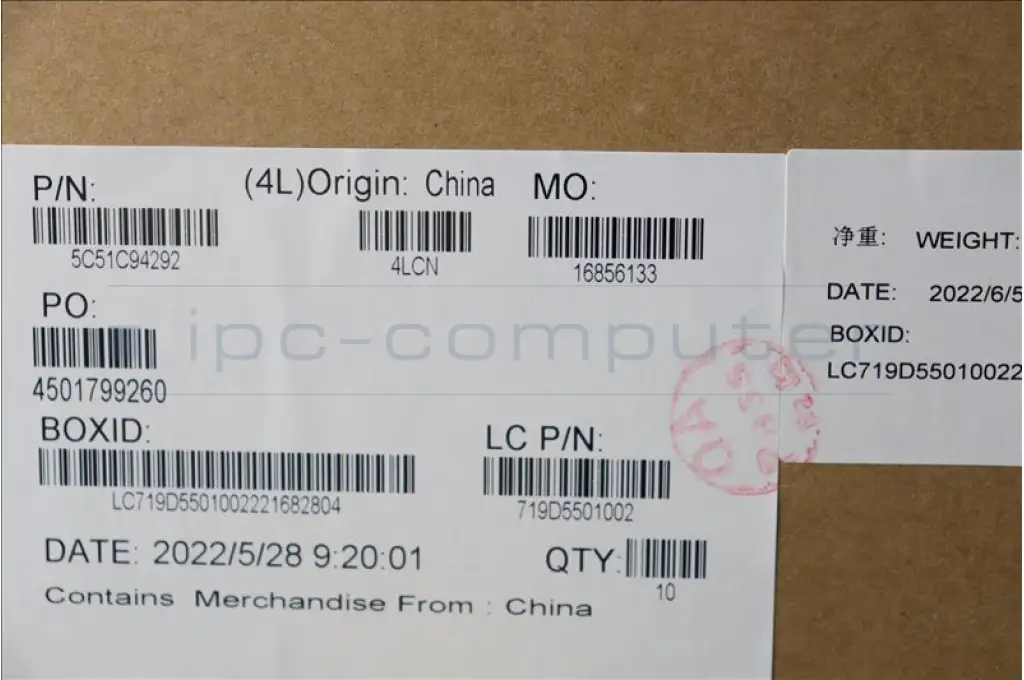 P/N: (4L)Origin: China MO:
5C51C94292 4LCN 16856133
PO:
4501799260
BOXID: LC P/N:
LC719D5501002221682804 719D5501002
DATE: 2022/5/28 9:20:01 QTY:
10
Contains Merchandise From : China
净重: WEIGHT:
DATE: 2022/6/5
BOXID:
LC719D55010022
ipc-computer
QA